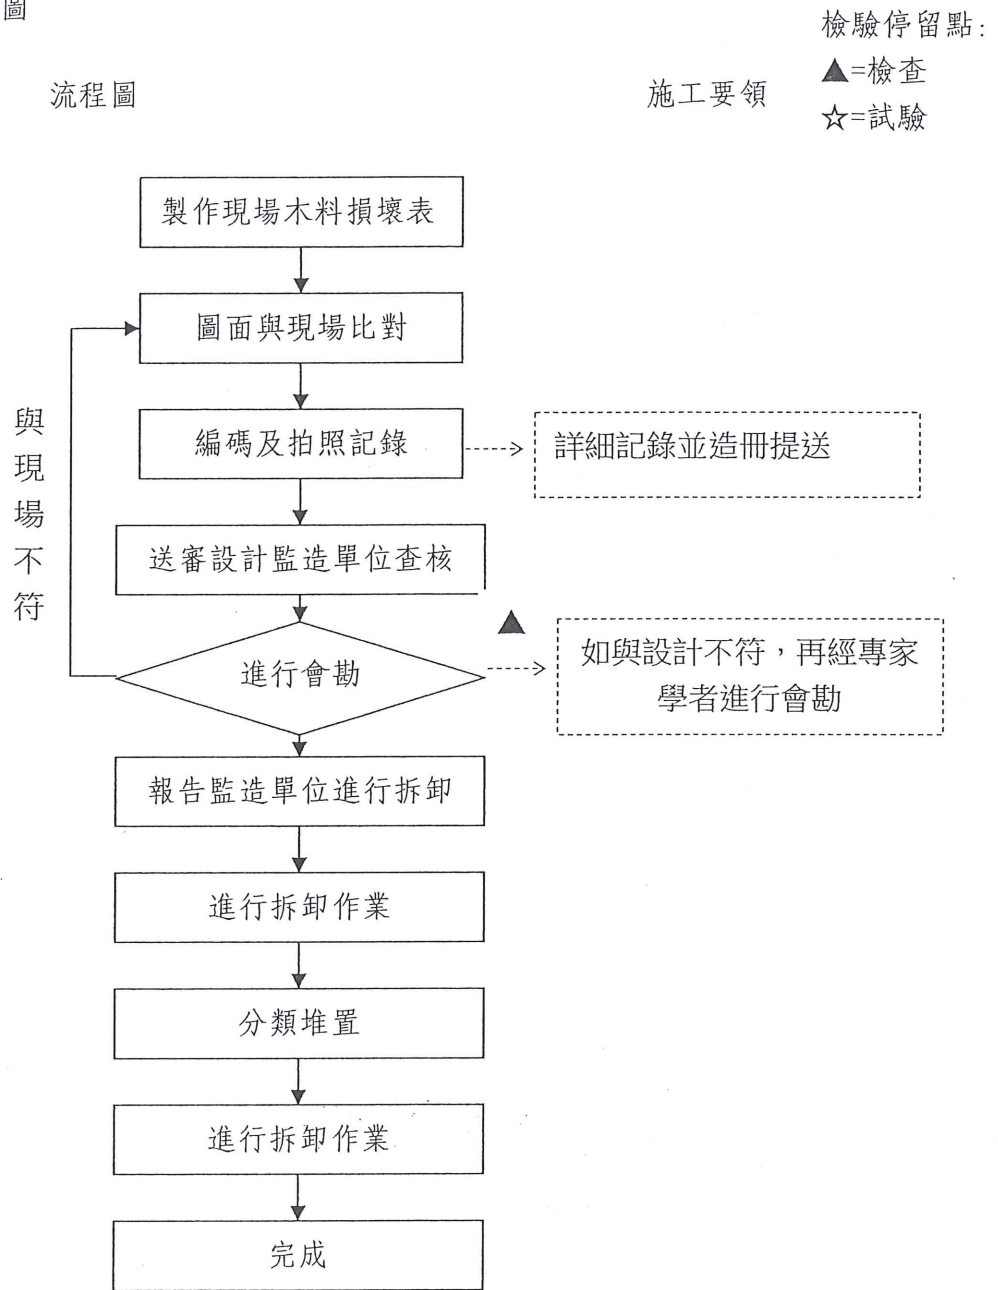 圖
檢驗停留點:
流程圖
施工要領
▲=檢查
☆=試驗
製作現場木料損壞表
圖面與現場比對
與現場不符
編碼及拍照記錄
詳細記錄並造冊提送
送審設計監造單位查核
▲
進行會勘
如與設計不符，再經專家
學者進行會勘
報告監造單位進行拆卸
進行拆卸作業
分類堆置
進行拆卸作業
完成